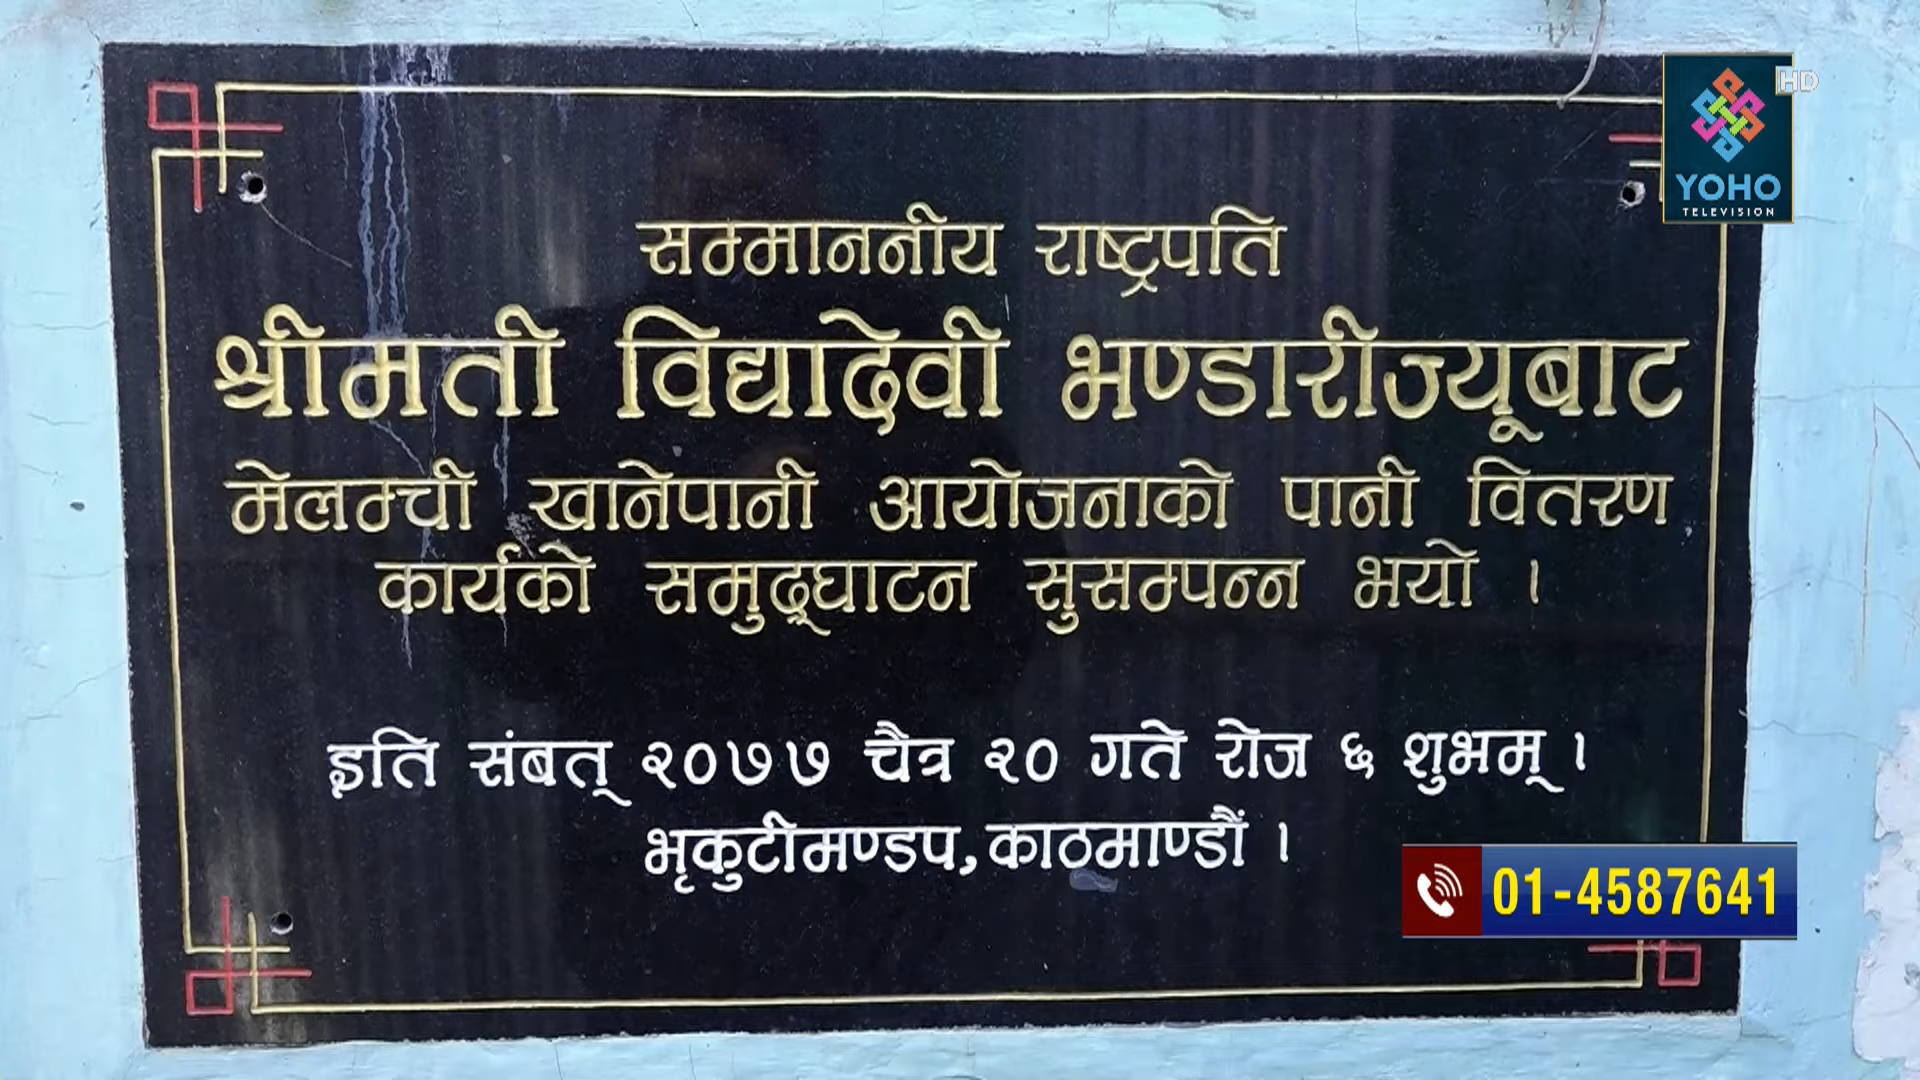 HD
YOHO
TELEVISION
सम्माननीय राष्ट्रपति
श्रीमती विद्यादेवी भण्डारीज्यूबाट
मेलम्ची खानेपानी आयोजनाको पानी वितरण
कार्यको समुद्घाटन सुसम्पन्न भयो ।
इति संबत् २०७७ चैत्र २० गते रोज ६ शुभम् ।
भृकुटीमण्डप, काठमाण्डौं ।
01-4587641